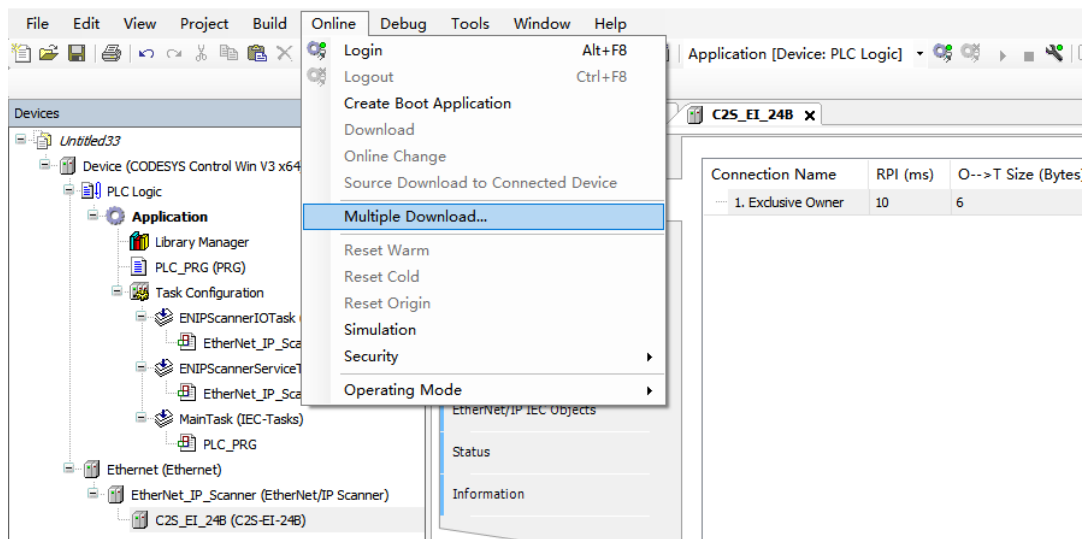 File Edit View Project Build Online Debug Tools Window Help
Application [Device: PLC Logic]
Login Alt+F8
Logout Ctrl+F8
Create Boot Application
Download
Online Change
Source Download to Connected Device
Multiple Download...
Reset Warm
Reset Cold
Reset Origin
Simulation
Security
Operating Mode
Devices
Untitled33
Device (CODESYS Control Win V3 x64
PLC Logic
Application
Library Manager
PLC_PRG (PRG)
Task Configuration
ENIPScannerIOTask
EtherNet_IP_Sca
ENIPScannerServiceT
EtherNet_IP_Sca
MainTask (IEC-Tasks)
PLC_PRG
Ethernet (Ethernet)
EtherNet_IP_Scanner (EtherNet/IP Scanner)
C2S_EI_24B (C2S-EI-24B)
EtherNet/IP IEC Objects
Status
Information
C2S_EI_24B
Connection Name RPI (ms) O-->T Size (Bytes)
1. Exclusive Owner 10 6